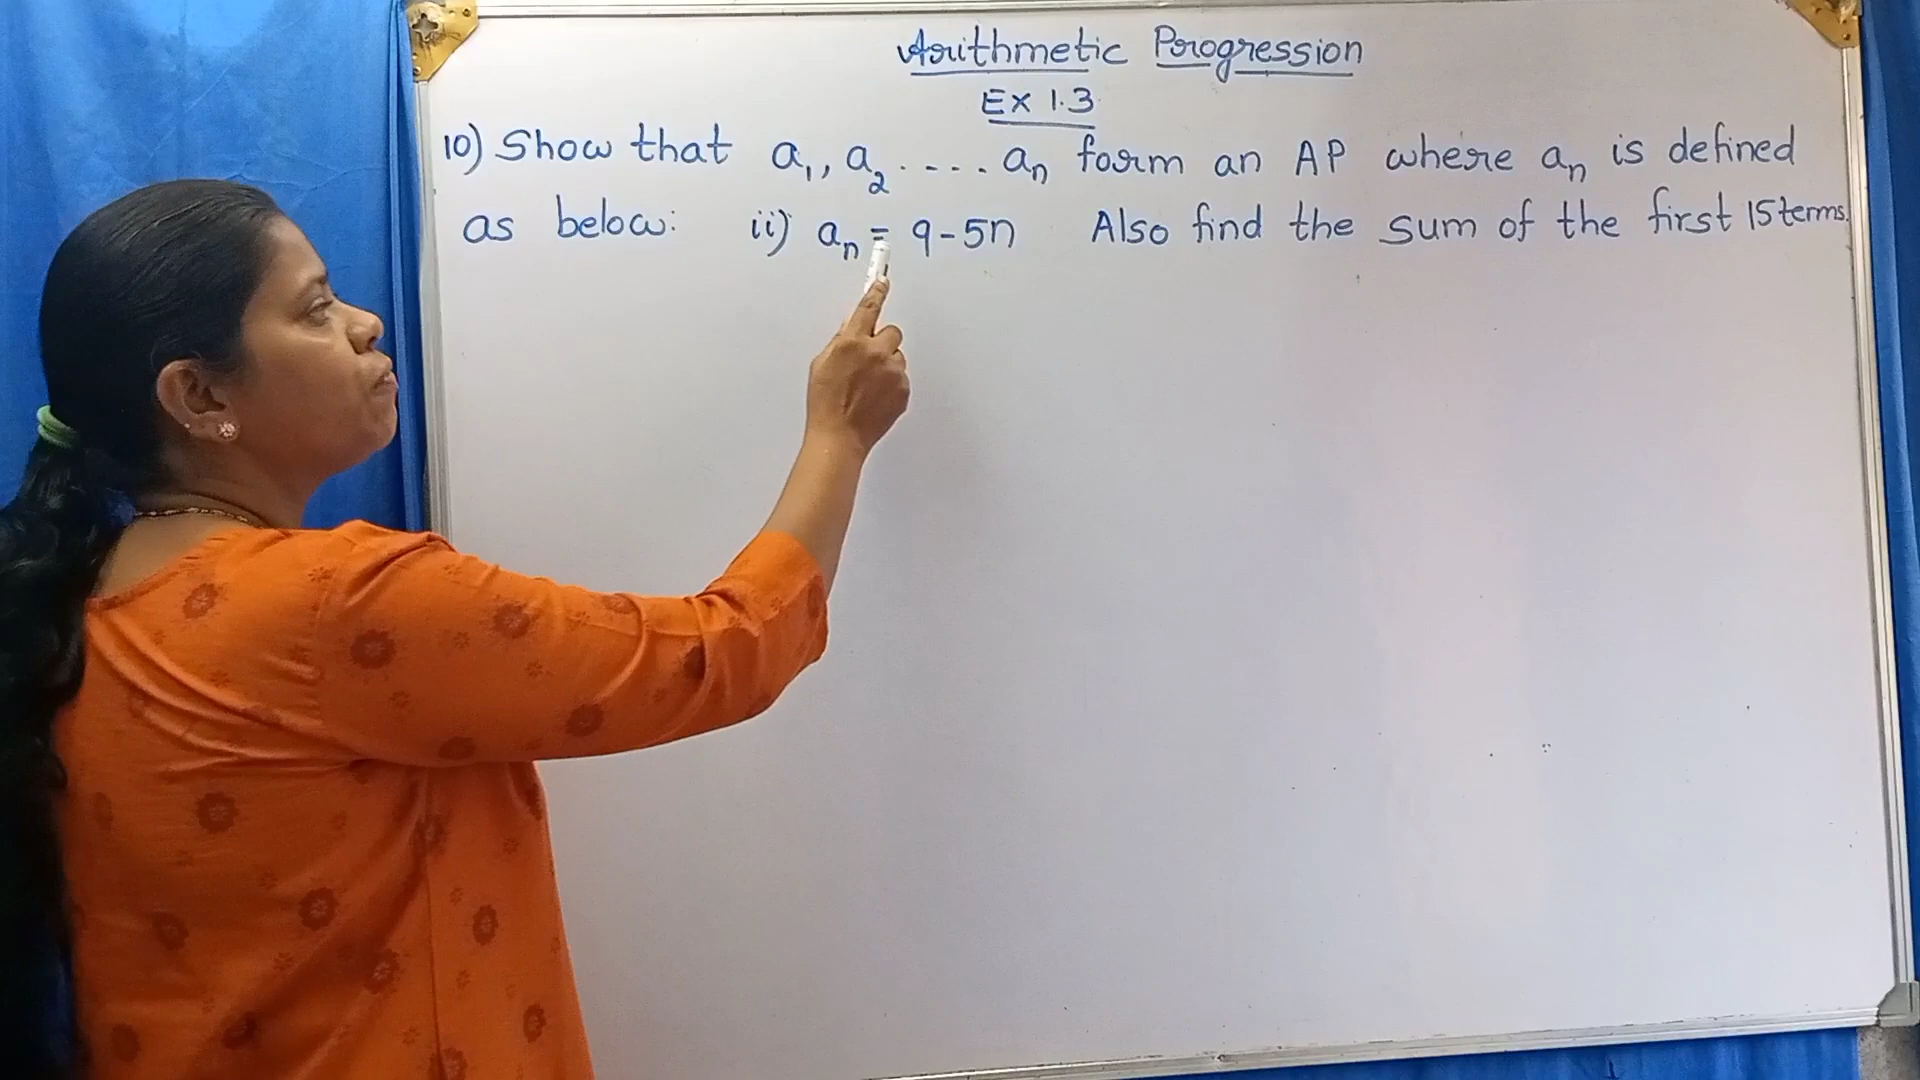 Arithmetic Progression
Ex 1.3
10) Show that a₁, a₂ ..... aₙ form an AP where aₙ is defined
as below: ii) aₙ = 9-5n Also find the sum of the first 15 terms.